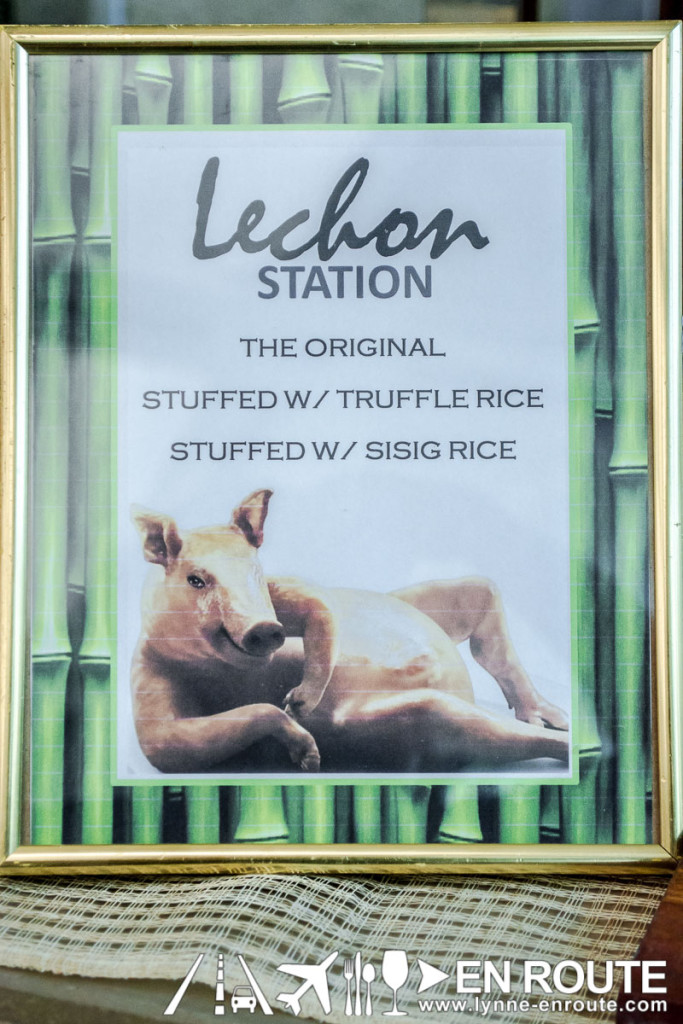 Lechon
STATION
THE ORIGINAL
STUFFED W/ TRUFFLE RICE
STUFFED W/ SISIG RICE
EN ROUTE
www.lynne-enroute.com